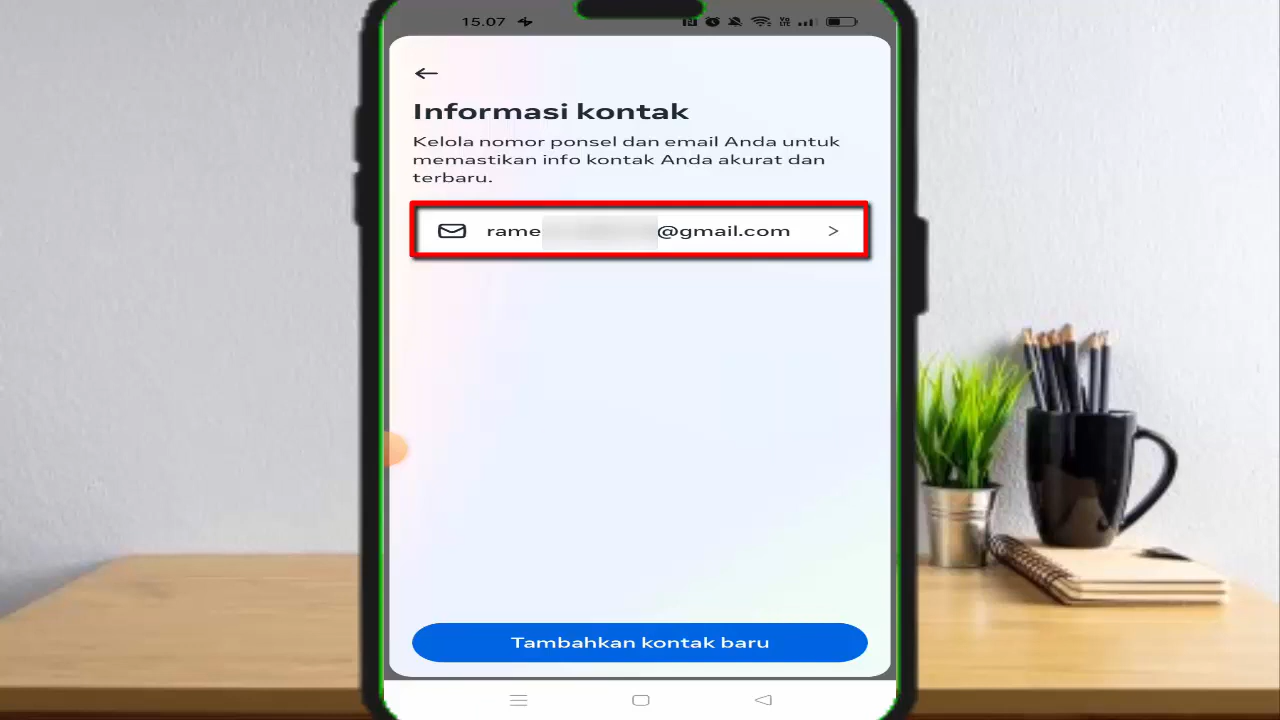 15.07
Informasi kontak
Kelola nomor ponsel dan email Anda untuk
memastikan info kontak Anda akurat dan
terbaru.
rame @gmail.com
Tambahkan kontak baru